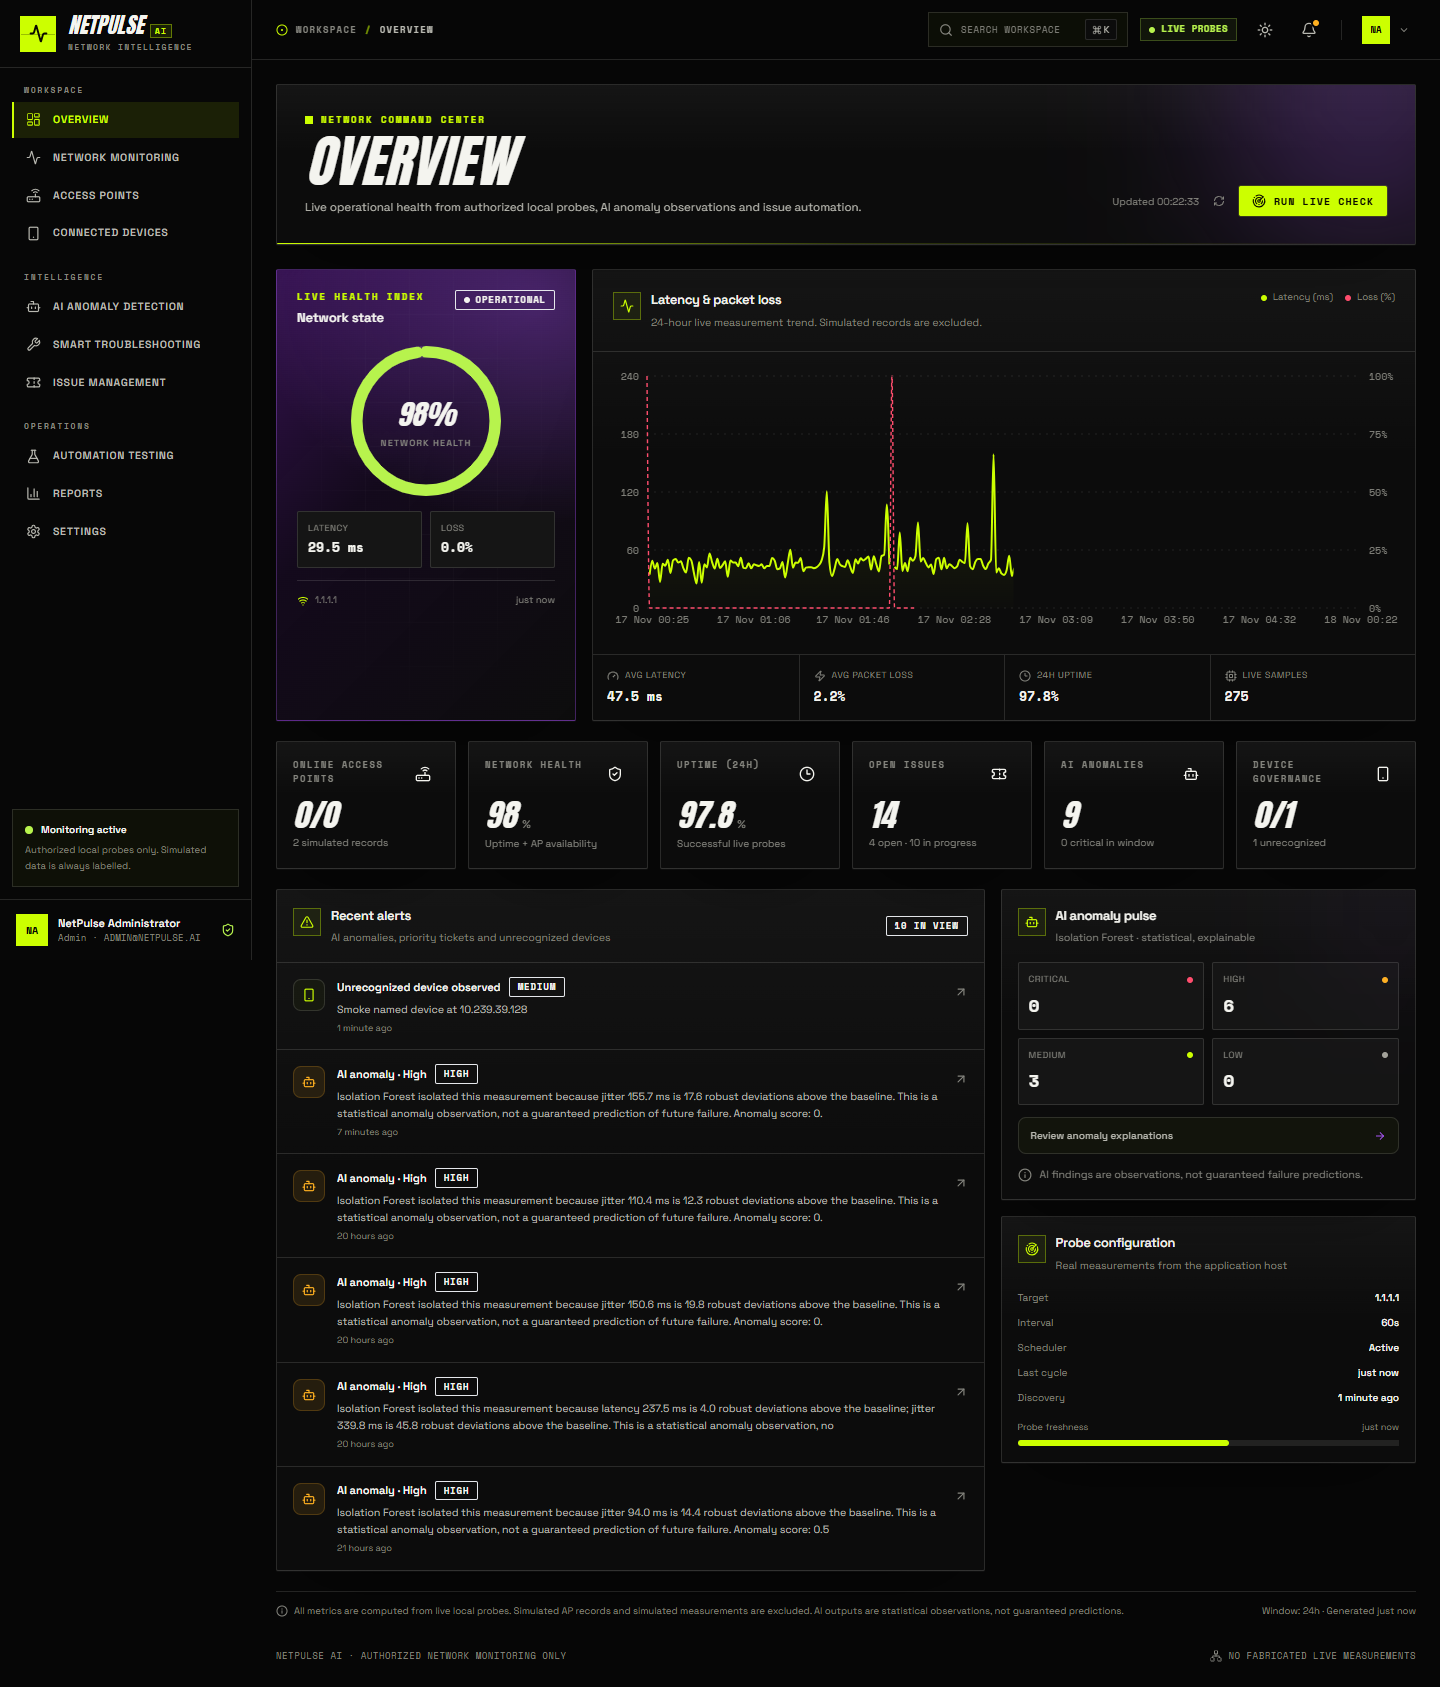 NETPULSE AI
NETWORK INTELLIGENCE
WORKSPACE
OVERVIEW
NETWORK MONITORING
ACCESS POINTS
CONNECTED DEVICES
INTELLIGENCE
AI ANOMALY DETECTION
SMART TROUBLESHOOTING
ISSUE MANAGEMENT
OPERATIONS
AUTOMATION TESTING
REPORTS
SETTINGS
Monitoring active
Authorized local probes only. Simulated
data is always labelled.
NA
NetPulse Administrator
Admin · ADMIN@NETPULSE.AI
WORKSPACE / OVERVIEW
SEARCH WORKSPACE
⌘K
LIVE PROBES
NA
NETWORK COMMAND CENTER
OVERVIEW
Live operational health from authorized local probes, AI anomaly observations and issue automation.
Updated 00:22:33
RUN LIVE CHECK
LIVE HEALTH INDEX
OPERATIONAL
Network state
98%
NETWORK HEALTH
LATENCY
29.5 ms
LOSS
0.0%
1.1.1.1
just now
Latency & packet loss
24-hour live measurement trend. Simulated records are excluded.
Latency (ms)
Loss (%)
240
180
120
60
0
100%
75%
50%
25%
0%
17 Nov 00:25
17 Nov 01:06
17 Nov 01:46
17 Nov 02:28
17 Nov 03:09
17 Nov 03:50
17 Nov 04:32
18 Nov 00:22
AVG LATENCY
47.5 ms
AVG PACKET LOSS
2.2%
24H UPTIME
97.8%
LIVE SAMPLES
275
ONLINE ACCESS
POINTS
0/0
2 simulated records
NETWORK HEALTH
98 %
Uptime + AP availability
UPTIME (24H)
97.8 %
Successful live probes
OPEN ISSUES
14
4 open · 10 in progress
AI ANOMALIES
9
0 critical in window
DEVICE
GOVERNANCE
0/1
1 unrecognized
Recent alerts
AI anomalies, priority tickets and unrecognized devices
10 IN VIEW
Unrecognized device observed MEDIUM
Smoke named device at 10.239.39.128
1 minute ago
AI anomaly · High HIGH
Isolation Forest isolated this measurement because jitter 155.7 ms is 17.6 robust deviations above the baseline. This is a
statistical anomaly observation, not a guaranteed prediction of future failure. Anomaly score: 0.
7 minutes ago
AI anomaly · High HIGH
Isolation Forest isolated this measurement because jitter 110.4 ms is 12.3 robust deviations above the baseline. This is a
statistical anomaly observation, not a guaranteed prediction of future failure. Anomaly score: 0.
20 hours ago
AI anomaly · High HIGH
Isolation Forest isolated this measurement because jitter 150.6 ms is 19.8 robust deviations above the baseline. This is a
statistical anomaly observation, not a guaranteed prediction of future failure. Anomaly score: 0.
20 hours ago
AI anomaly · High HIGH
Isolation Forest isolated this measurement because latency 237.5 ms is 4.0 robust deviations above the baseline; jitter
339.8 ms is 45.8 robust deviations above the baseline. This is a statistical anomaly observation, no
20 hours ago
AI anomaly · High HIGH
Isolation Forest isolated this measurement because jitter 94.0 ms is 14.4 robust deviations above the baseline. This is a
statistical anomaly observation, not a guaranteed prediction of future failure. Anomaly score: 0.5
21 hours ago
AI anomaly pulse
Isolation Forest · statistical, explainable
CRITICAL
0
HIGH
6
MEDIUM
3
LOW
0
Review anomaly explanations
AI findings are observations, not guaranteed failure predictions.
Probe configuration
Real measurements from the application host
Target 1.1.1.1
Interval 60s
Scheduler Active
Last cycle just now
Discovery 1 minute ago
Probe freshness just now
All metrics are computed from live local probes. Simulated AP records and simulated measurements are excluded. AI outputs are statistical observations, not guaranteed predictions.
Window: 24h · Generated just now
NETPULSE AI · AUTHORIZED NETWORK MONITORING ONLY
NO FABRICATED LIVE MEASUREMENTS